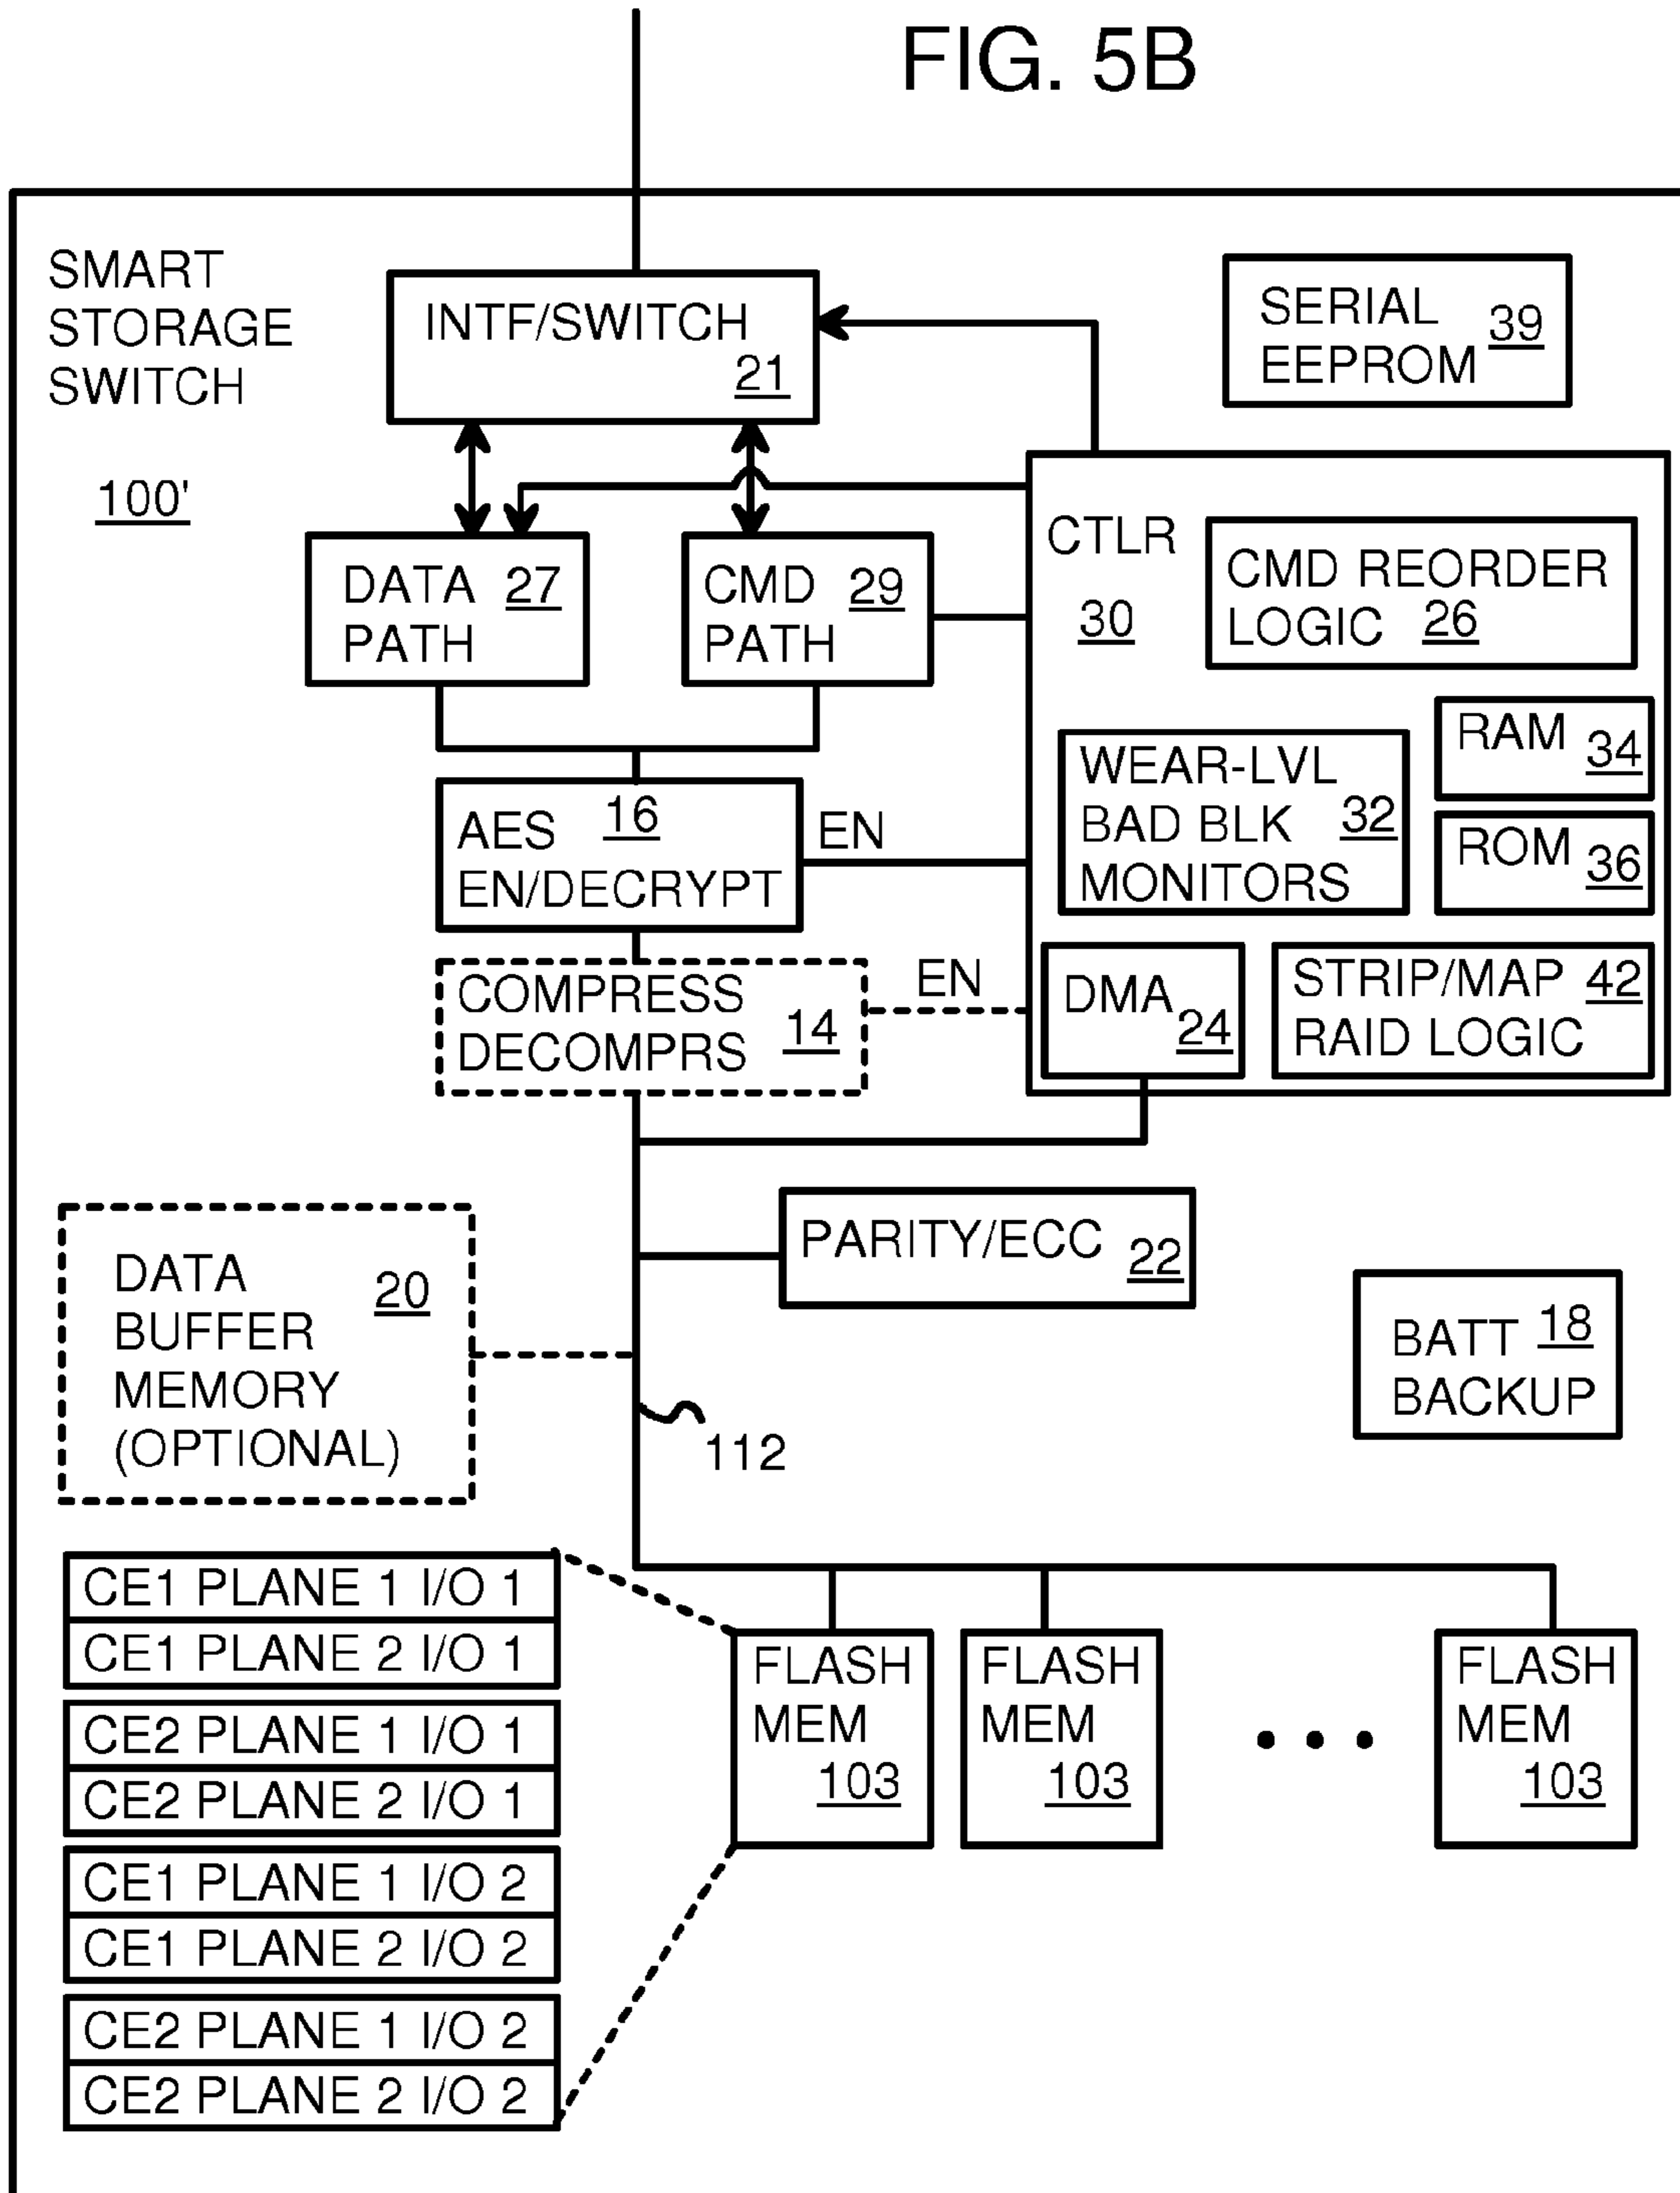 FIG. 5B
SMART
STORAGE
SWITCH
100'
INTF/SWITCH
21
SERIAL
EEPROM 39
DATA 27
PATH
CMD 29
PATH
CTLR
30
CMD REORDER
LOGIC 26
WEAR-LVL
BAD BLK 32
MONITORS
RAM 34
ROM 36
AES 16
EN/DECRYPT
EN
COMPRESS
DECOMPRS 14
EN
DMA 24
STRIP/MAP 42
RAID LOGIC
PARITY/ECC 22
DATA 20
BUFFER
MEMORY
(OPTIONAL)
BATT 18
BACKUP
112
CE1 PLANE 1 I/O 1
CE1 PLANE 2 I/O 1
CE2 PLANE 1 I/O 1
CE2 PLANE 2 I/O 1
CE1 PLANE 1 I/O 2
CE1 PLANE 2 I/O 2
CE2 PLANE 1 I/O 2
CE2 PLANE 2 I/O 2
FLASH
MEM
103
FLASH
MEM
103
• • •
FLASH
MEM
103